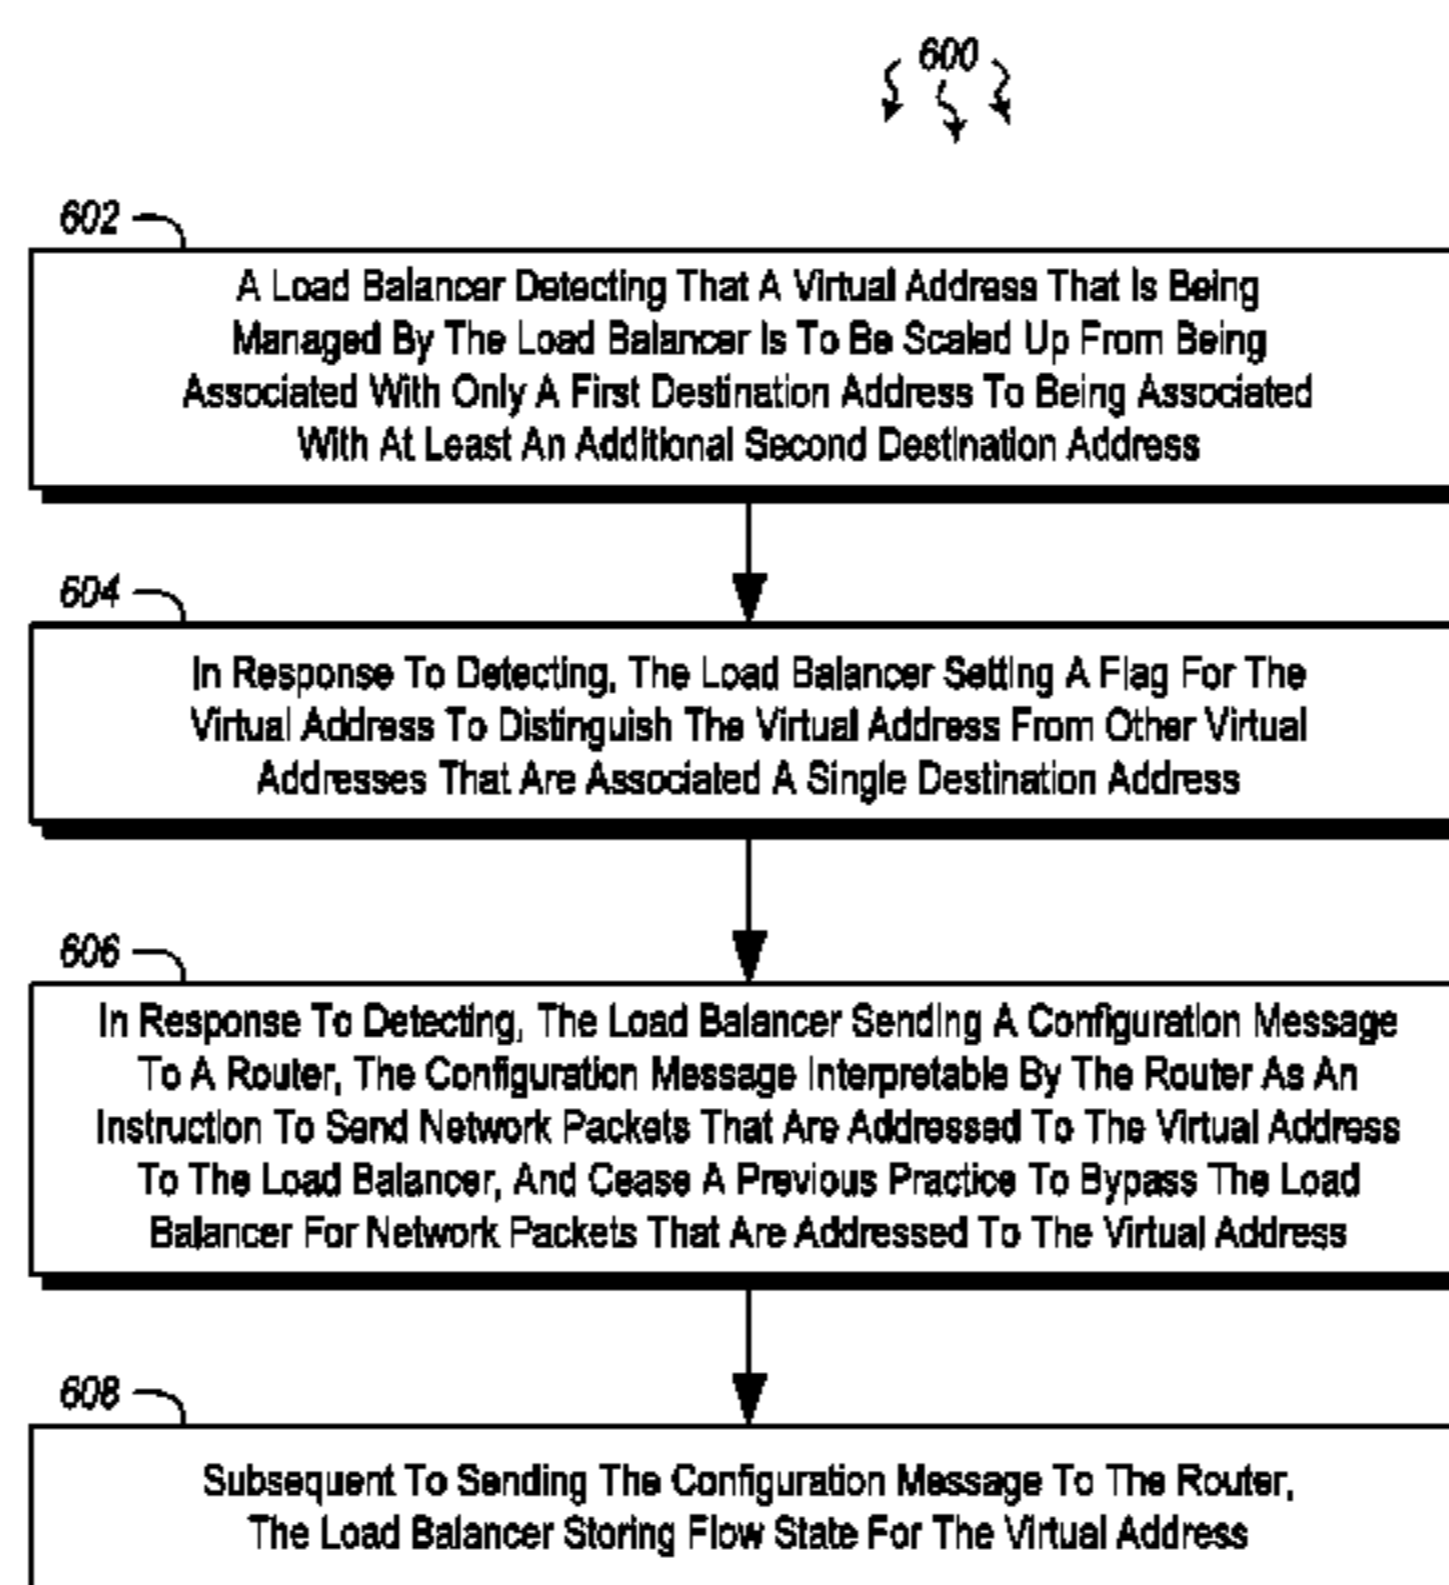 600
602
A Load Balancer Detecting That A Virtual Address That Is Being
Managed By The Load Balancer Is To Be Scaled Up From Being
Associated With Only A First Destination Address To Being Associated
With At Least An Additional Second Destination Address
604
In Response To Detecting, The Load Balancer Setting A Flag For The
Virtual Address To Distinguish The Virtual Address From Other Virtual
Addresses That Are Associated A Single Destination Address
606
In Response To Detecting, The Load Balancer Sending A Configuration Message
To A Router, The Configuration Message Interpretable By The Router As An
Instruction To Send Network Packets That Are Addressed To The Virtual Address
To The Load Balancer, And Cease A Previous Practice To Bypass The Load
Balancer For Network Packets That Are Addressed To The Virtual Address
608
Subsequent To Sending The Configuration Message To The Router,
The Load Balancer Storing Flow State For The Virtual Address